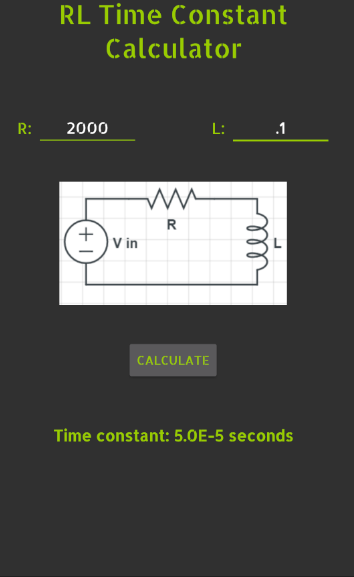 RL Time Constant
Calculator
R: 2000 L: .1
R
+
V in
L
−
CALCULATE
Time constant: 5.0E-5 seconds